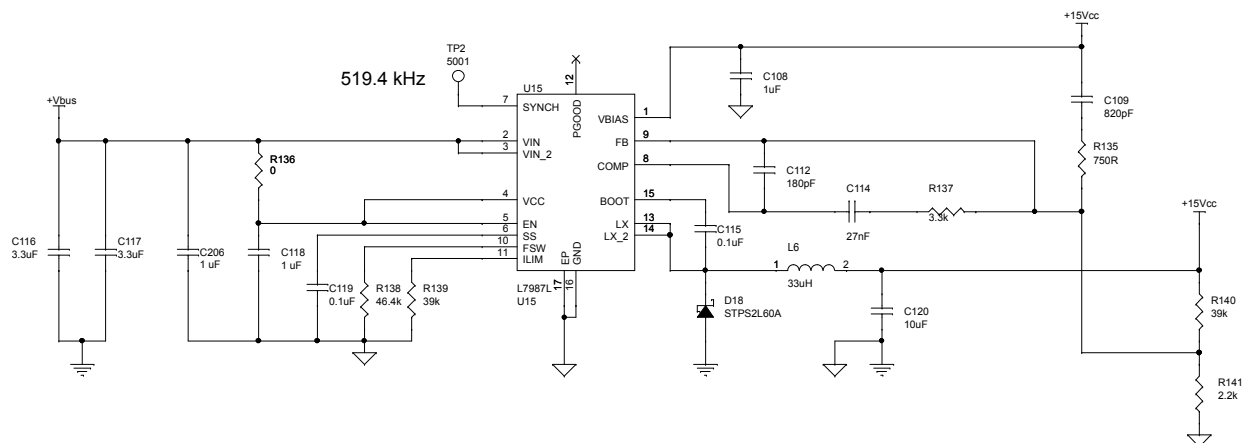 +15Vcc
TP2
5001
519.4 kHz
12
U15
C108
1uF
+Vbus
7
SYNCH
PGOOD
VBIAS
1
C109
820pF
2
VIN
FB
9
3
VIN_2
R136
0
COMP
8
R135
750R
C112
180pF
C114
R137
4
VCC
BOOT
15
3.3k
+15Vcc
5
EN
LX
13
27nF
6
SS
LX_2
14
C115
0.1uF
C116
3.3uF
C117
3.3uF
10
FSW
C206
1 uF
C118
1 uF
11
ILIM
L6
EP
GND
1
2
33uH
C119
0.1uF
R138
46.4k
R139
39k
17
16
L7987L
U15
D18
STPS2L60A
R140
39k
C120
10uF
R141
2.2k